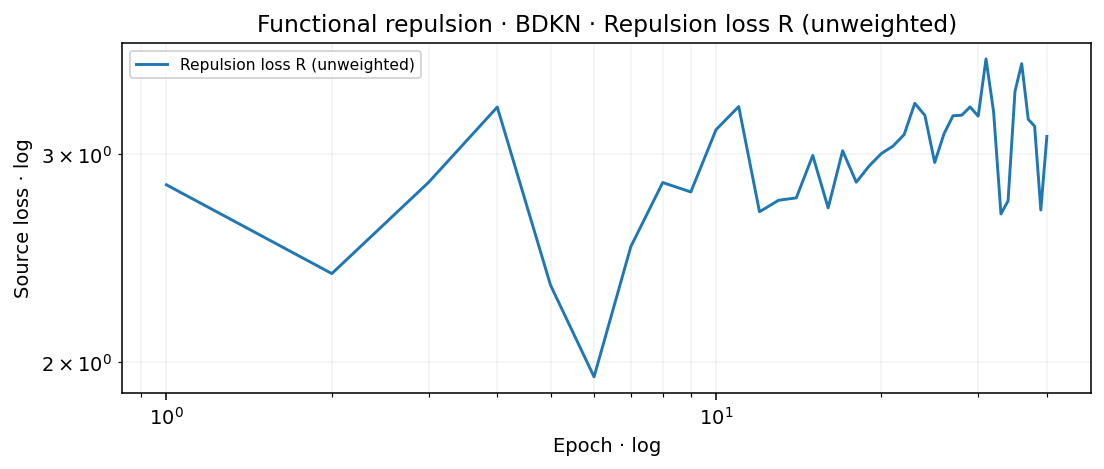 Functional repulsion · BDKN · Repulsion loss R (unweighted)
Repulsion loss R (unweighted)
Source loss · log
3 × 10⁰
2 × 10⁰
10⁰ 10¹
Epoch · log